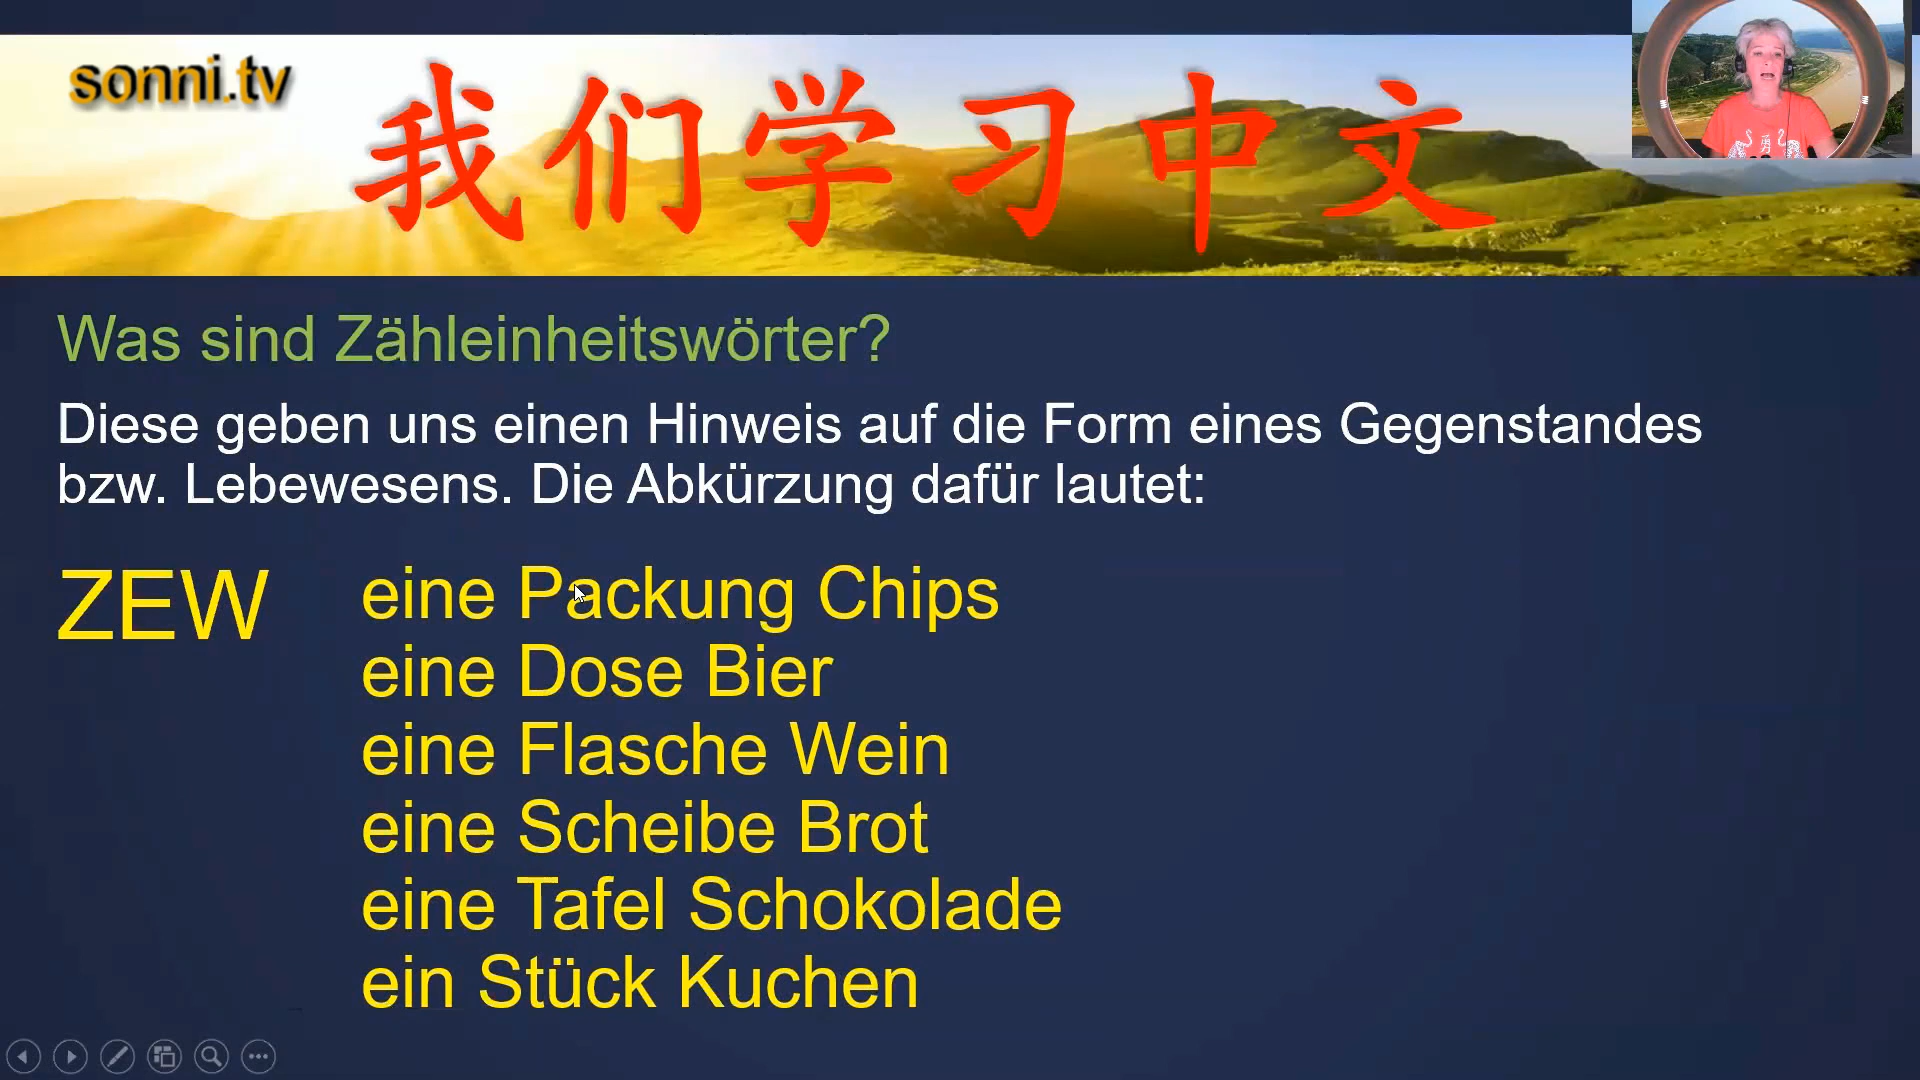 sonni.tv
我们学习中文
Was sind Zähleinheitswörter?
Diese geben uns einen Hinweis auf die Form eines Gegenstandes
bzw. Lebewesens. Die Abkürzung dafür lautet:
ZEW
eine Packung Chips
eine Dose Bier
eine Flasche Wein
eine Scheibe Brot
eine Tafel Schokolade
ein Stück Kuchen